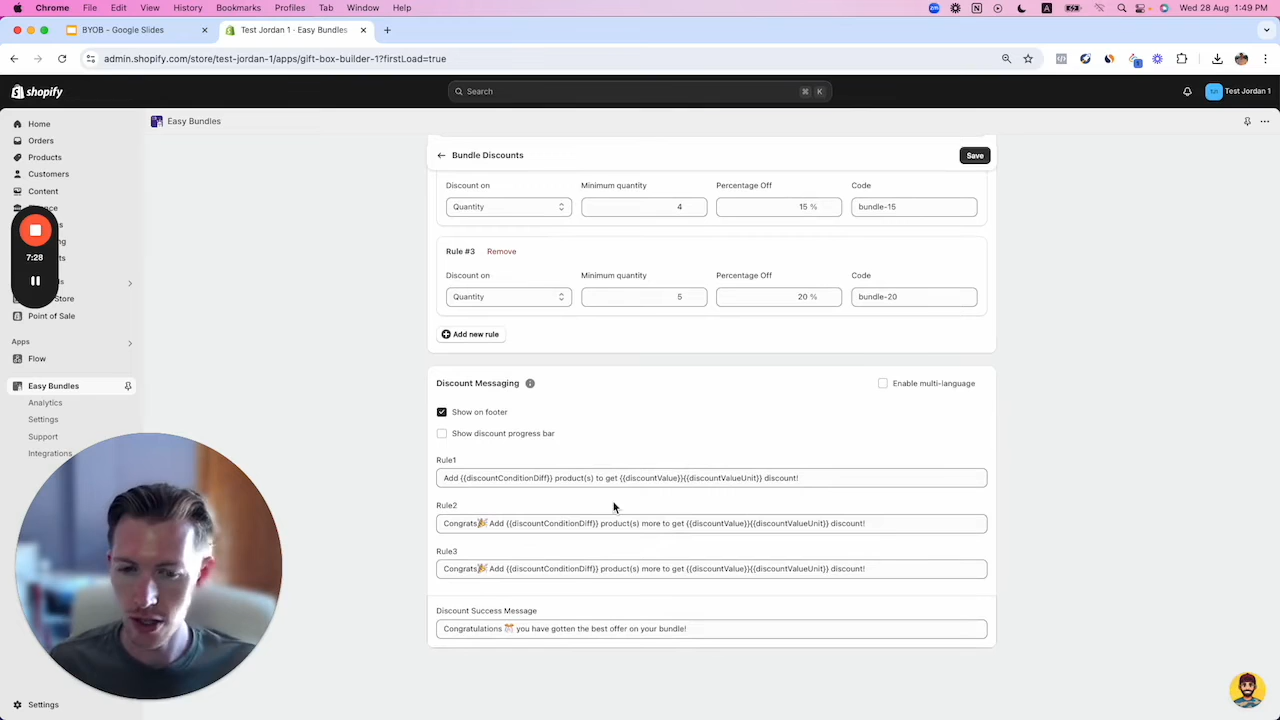 Chrome File Edit View History Bookmarks Profiles Tab Window Help
Wed 28 Aug 1:49 PM
BYOB - Google Slides
Test Jordan 1 · Easy Bundles
admin.shopify.com/store/test-jordan-1/apps/gift-box-builder-1?firstLoad=true
shopify
Search
⌘ K
Test Jordan 1
Home
Orders
Products
Customers
Content
Point of Sale
Apps
Flow
Easy Bundles
Analytics
Settings
Support
Integrations
Settings
7:28
Easy Bundles
Bundle Discounts
Save
Discount on Minimum quantity Percentage Off Code
Quantity 4 15 % bundle-15
Rule #3 Remove
Discount on Minimum quantity Percentage Off Code
Quantity 5 20 % bundle-20
Add new rule
Discount Messaging
Enable multi-language
Show on footer
Show discount progress bar
Rule1
Add {{discountConditionDiff}} product(s) to get {{discountValue}}{{discountValueUnit}} discount!
Rule2
Congrats🎉 Add {{discountConditionDiff}} product(s) more to get {{discountValue}}{{discountValueUnit}} discount!
Rule3
Congrats🎉 Add {{discountConditionDiff}} product(s) more to get {{discountValue}}{{discountValueUnit}} discount!
Discount Success Message
Congratulations 🎊 you have gotten the best offer on your bundle!